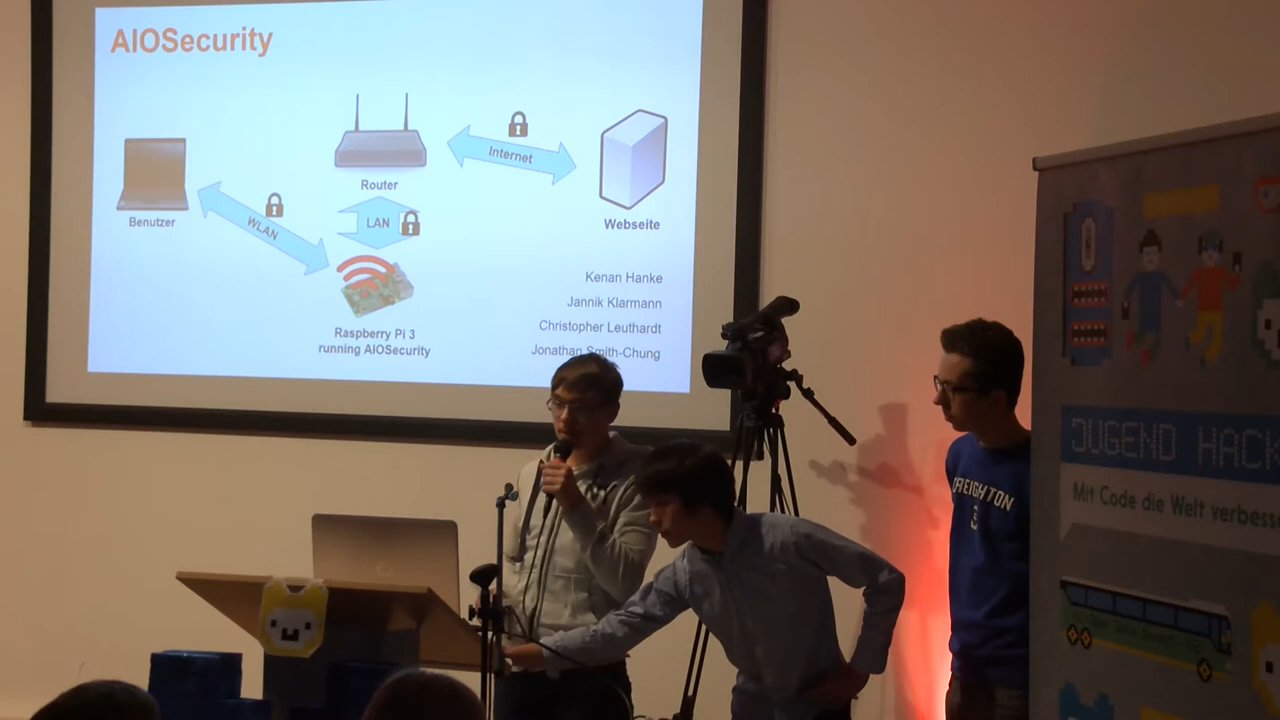 AIOSecurity
Internet
Router
Benutzer
WLAN
LAN
Webseite
Raspberry Pi 3
running AIOSecurity
Kenan Hanke
Jannik Klarmann
Christopher Leuthardt
Jonathan Smith-Chung
CREIGHTON
JUGEND HACK
Mit Code die Welt verbess